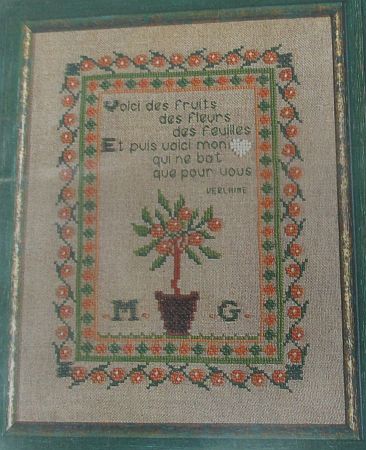 Voici des fruits
des fleurs
des feuilles
Et puis voici mon
qui ne bat
que pour vous
VERLAINE
M G